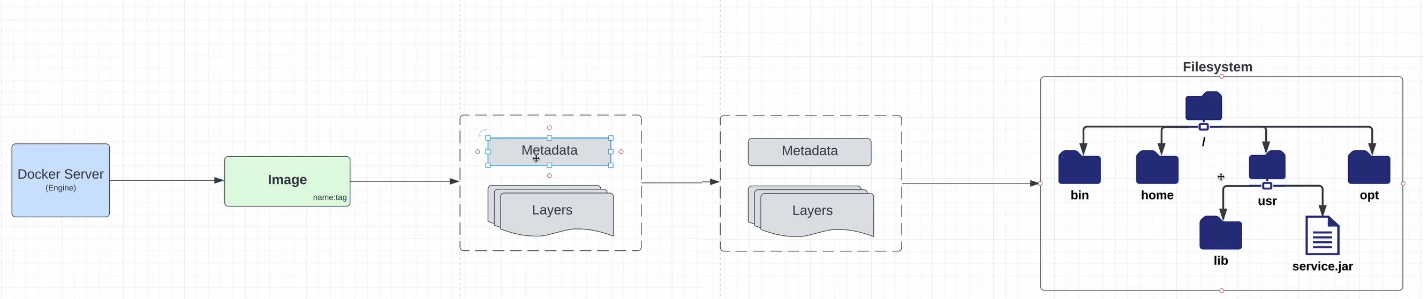 Docker Server
(Engine)
Image
name:tag
Metadata
Layers
Metadata
Layers
Filesystem
/
bin
home
usr
opt
lib
service.jar